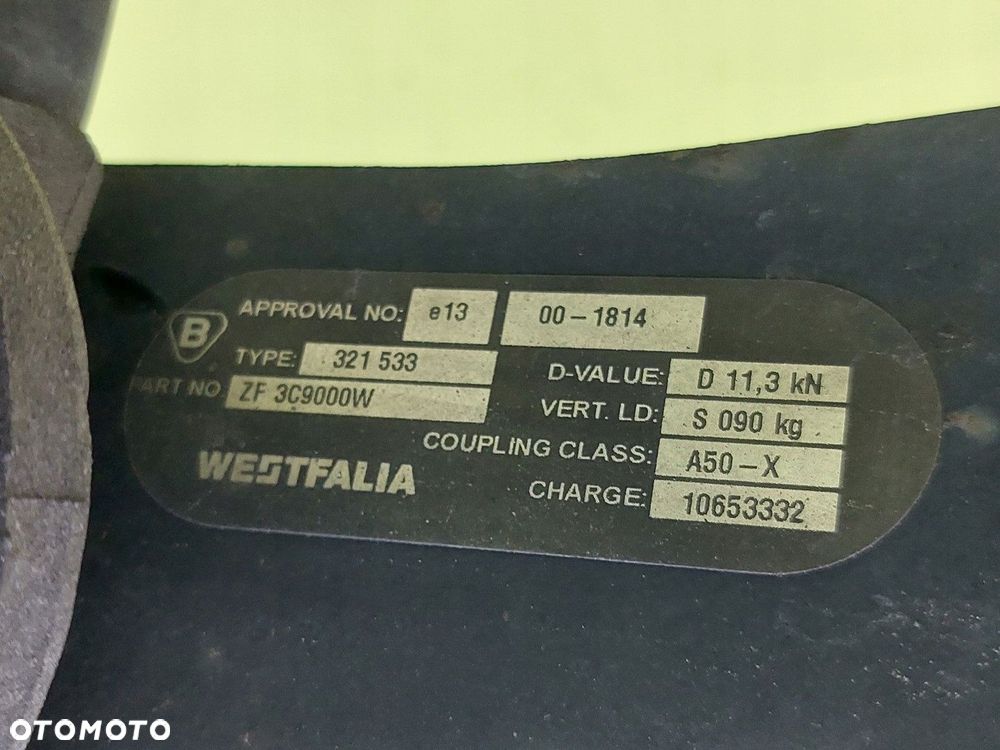 B
APPROVAL NO: e13 00-1814
TYPE: 321 533
PART NO ZF 3C9000W
D-VALUE: D 11,3 kN
VERT. LD: S 090 kg
COUPLING CLASS: A50-X
CHARGE: 10653332
WESTFALIA
OTOMOTO